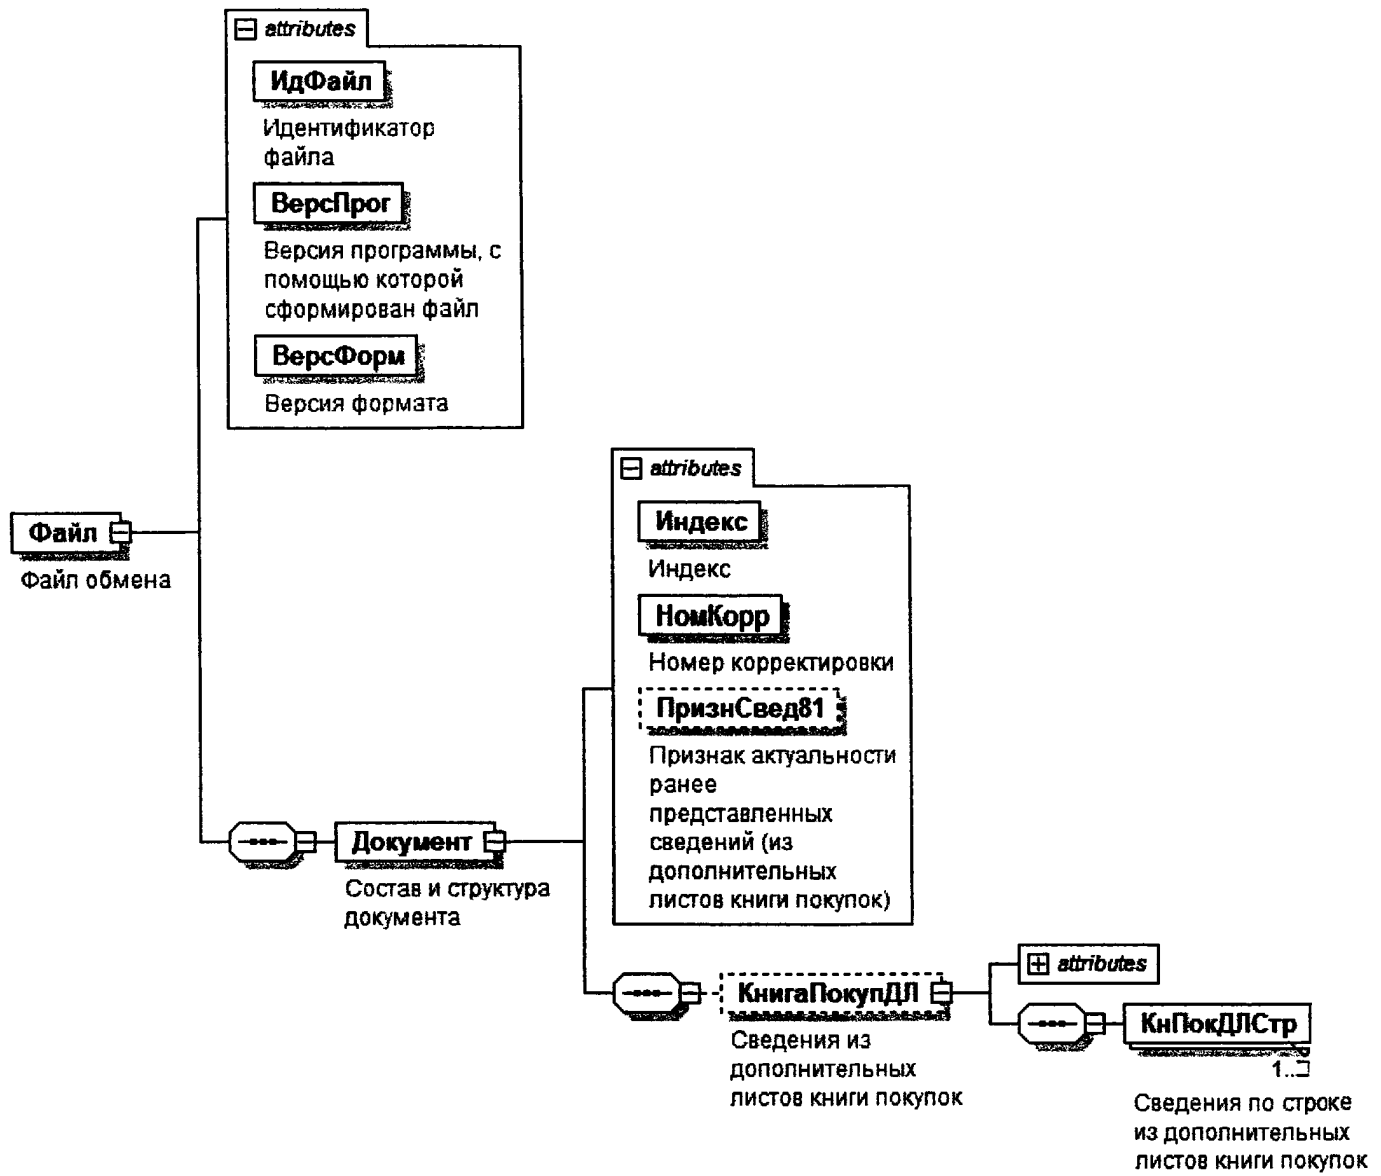 attributes
ИдФайл
Идентификатор
файла
ВерсПрог
Версия программы, с
помощью которой
сформирован файл
ВерсФорм
Версия формата
Файл
Файл обмена
Документ
Состав и структура
документа
attributes
Индекс
Индекс
НомКорр
Номер корректировки
ПризнСвед81
Признак актуальности
ранее
представленных
сведений (из
дополнительных
листов книги покупок)
КнигаПокупДЛ
Сведения из
дополнительных
листов книги покупок
attributes
КнПокДЛСтр
Сведения по строке
из дополнительных
листов книги покупок